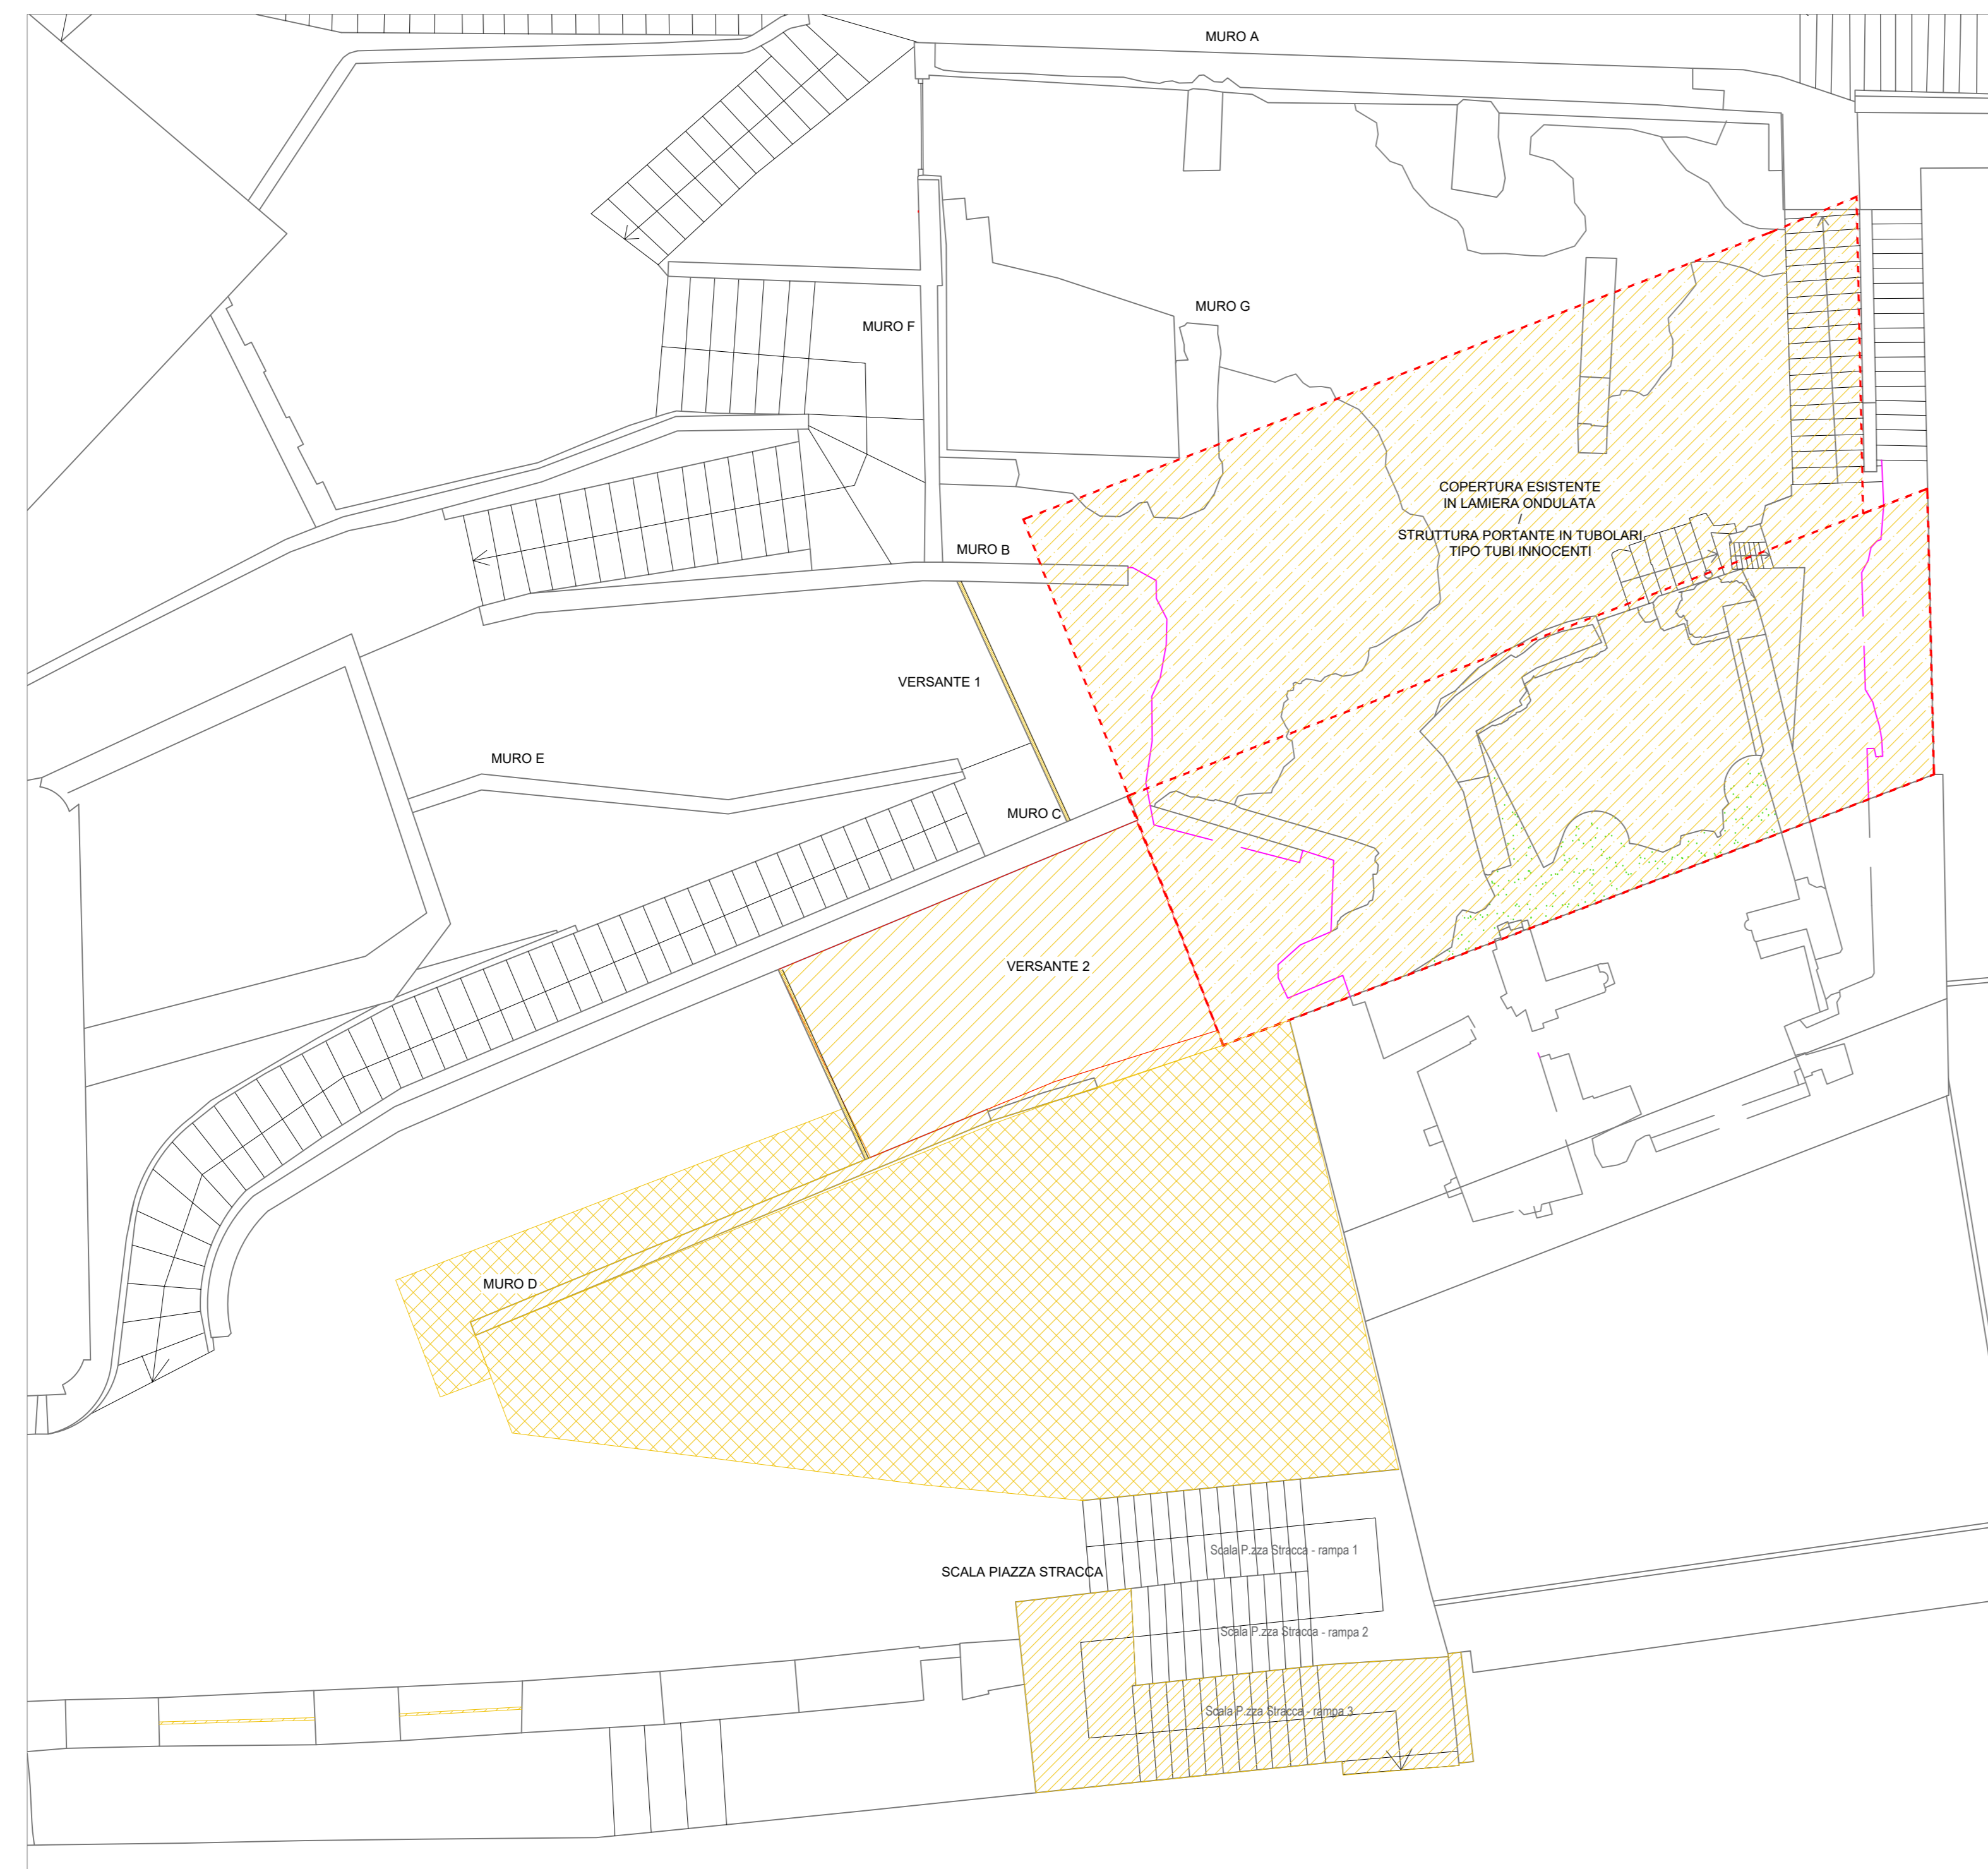 MURO A
MURO G
MURO F
COPERTURA ESISTENTE
IN LAMIERA ONDULATA
/
STRUTTURA PORTANTE IN TUBOLARI
TIPO TUBI INNOCENTI
MURO B
VERSANTE 1
MURO E
MURO C
VERSANTE 2
MURO D
Scala P.zza Stracca - rampa 1
SCALA PIAZZA STRACCA
Scala P.zza Stracca - rampa 2
Scala P.zza Stracca - rampa 3